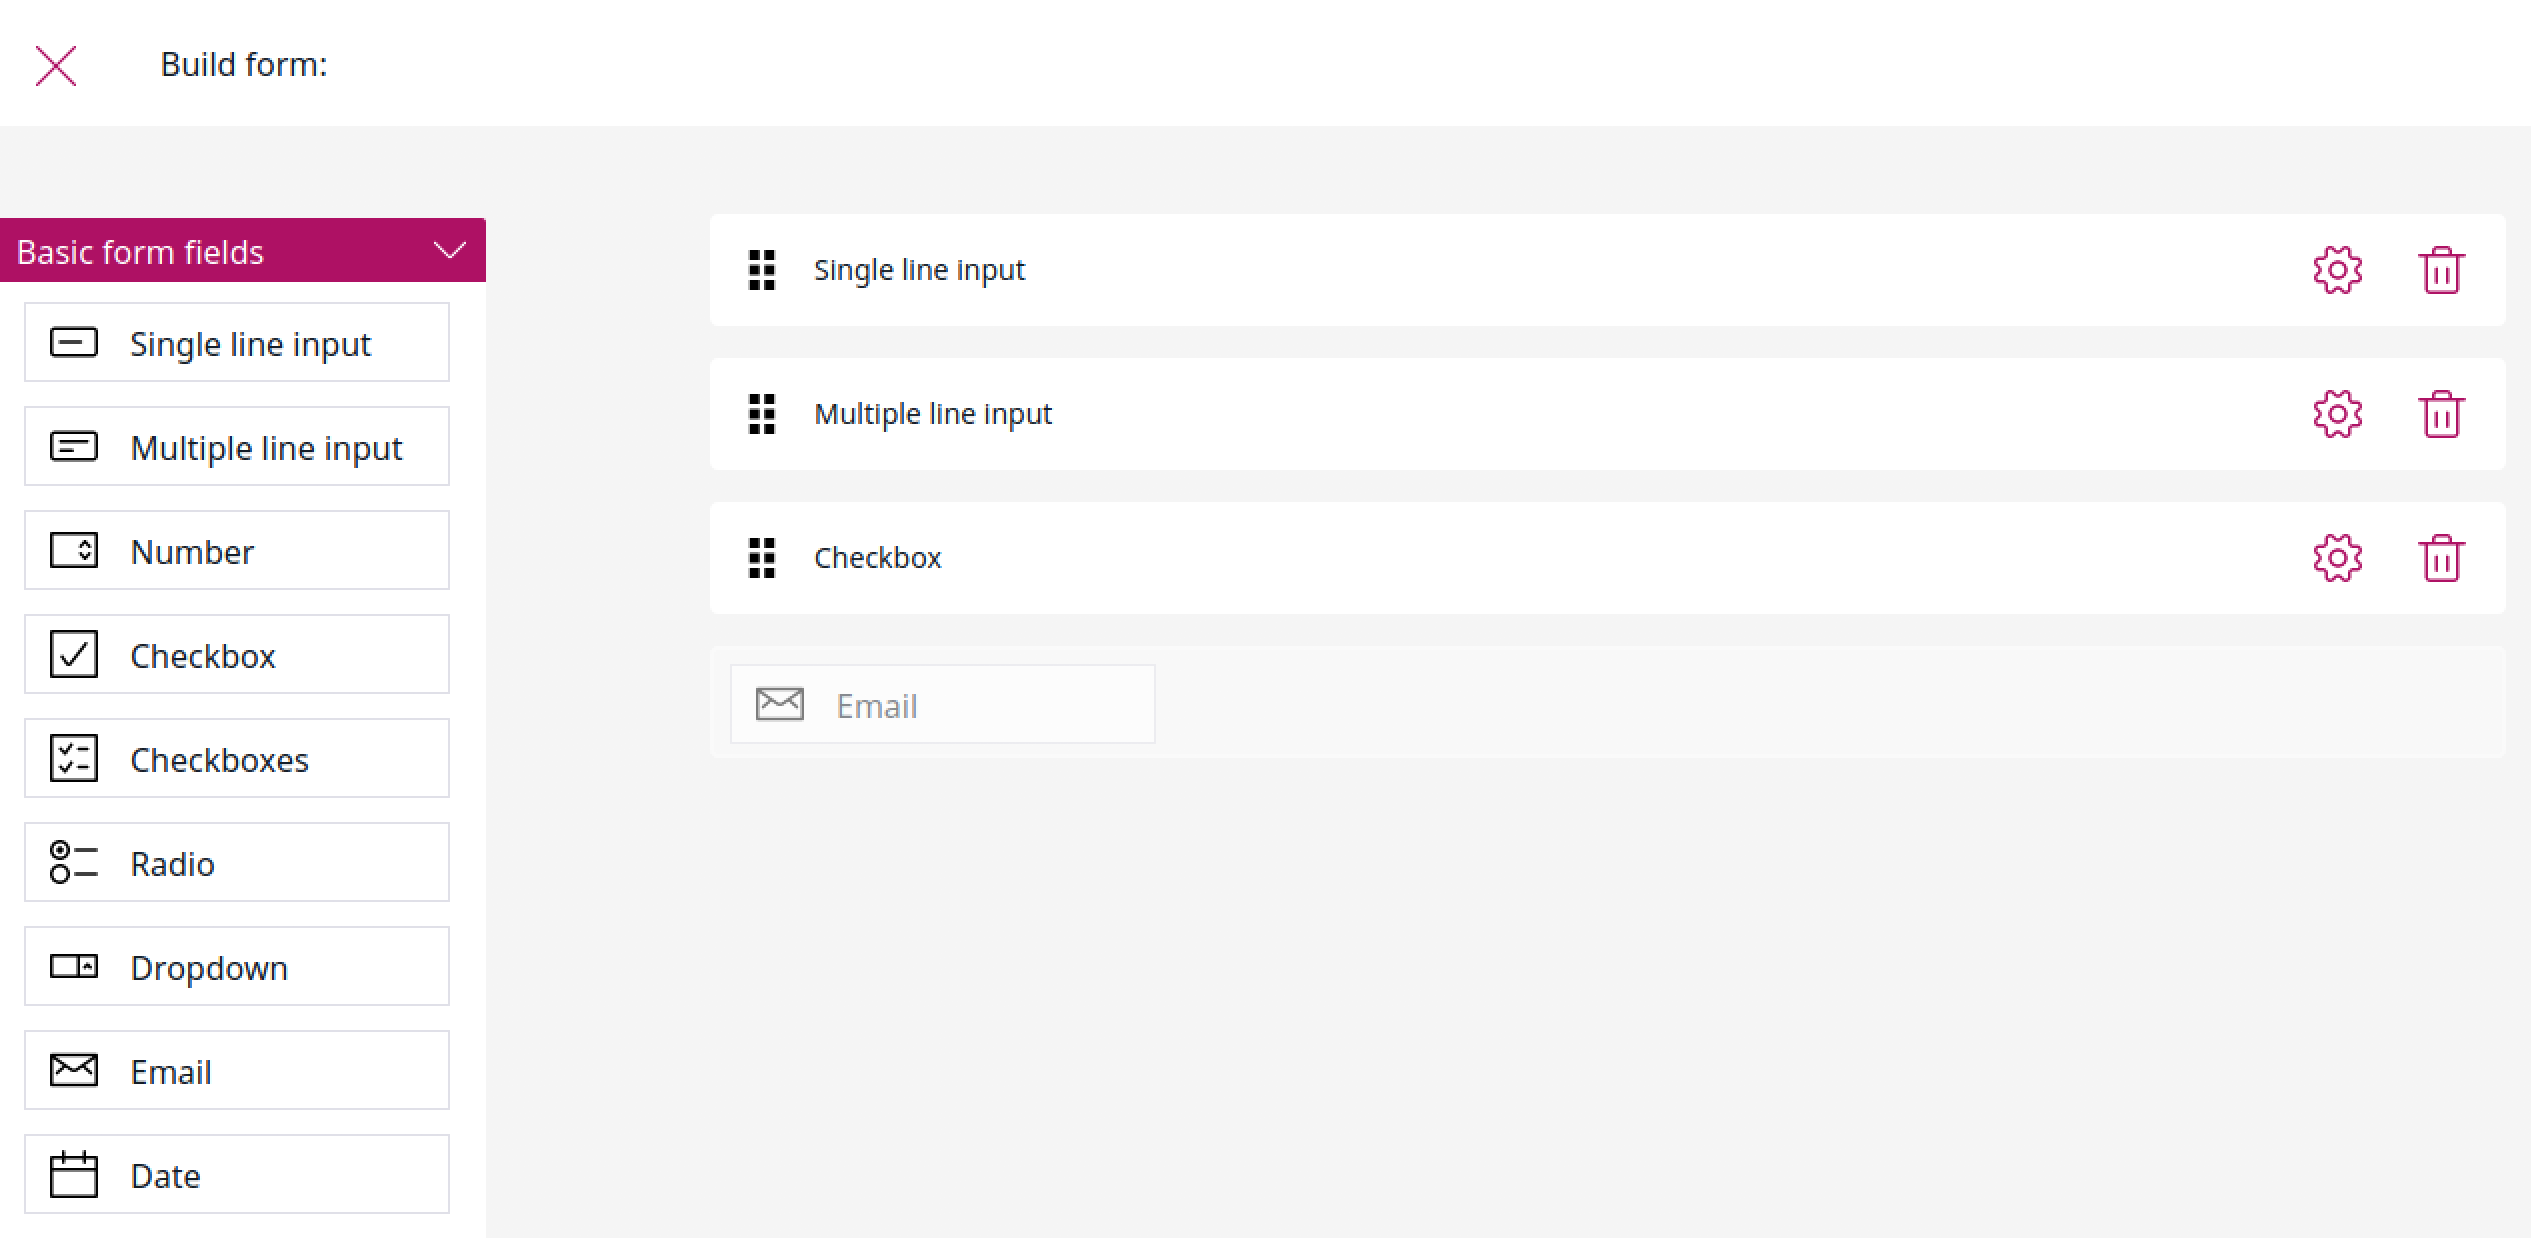 Build form:
Basic form fields
Single line input
Multiple line input
Number
Checkbox
Checkboxes
Radio
Dropdown
Email
Date
Single line input
Multiple line input
Checkbox
Email